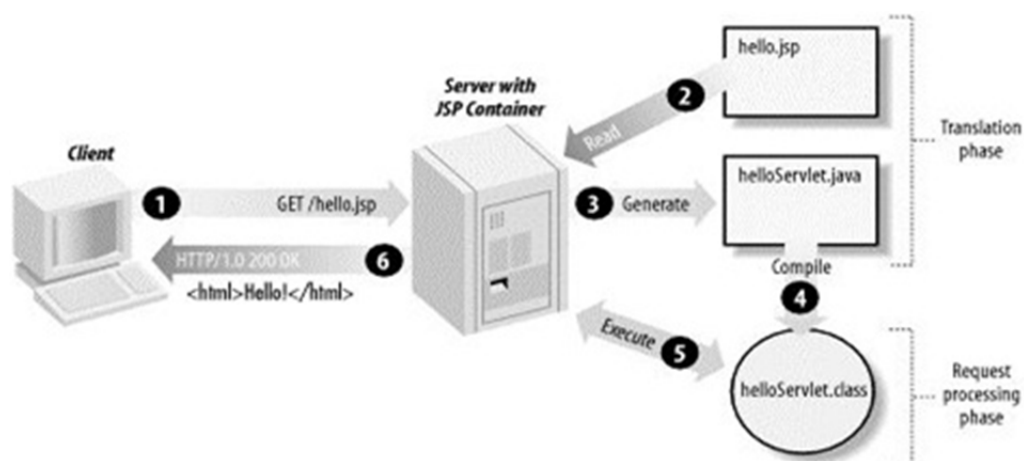 hello.jsp
Server with
JSP Container
2
Read
Translation
phase
Client
helloServlet.java
1
GET /hello.jsp
3
Generate
HTTP/1.0 200 OK
6
<html>Hello!</html>
Compile
4
Execute
5
helloServlet.class
Request
processing
phase